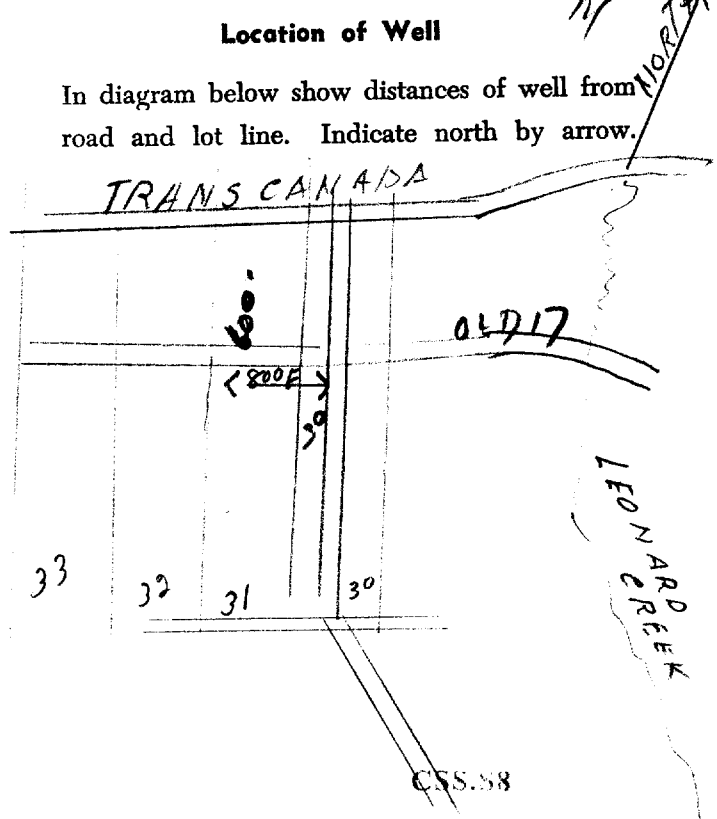 Location of Well
In diagram below show distances of well from
road and lot line. Indicate north by arrow.
NORTH
TRANS CANADA
OLD 17
800F
30
LEONARD
CREEK
33
32
31
30
CSS.S8